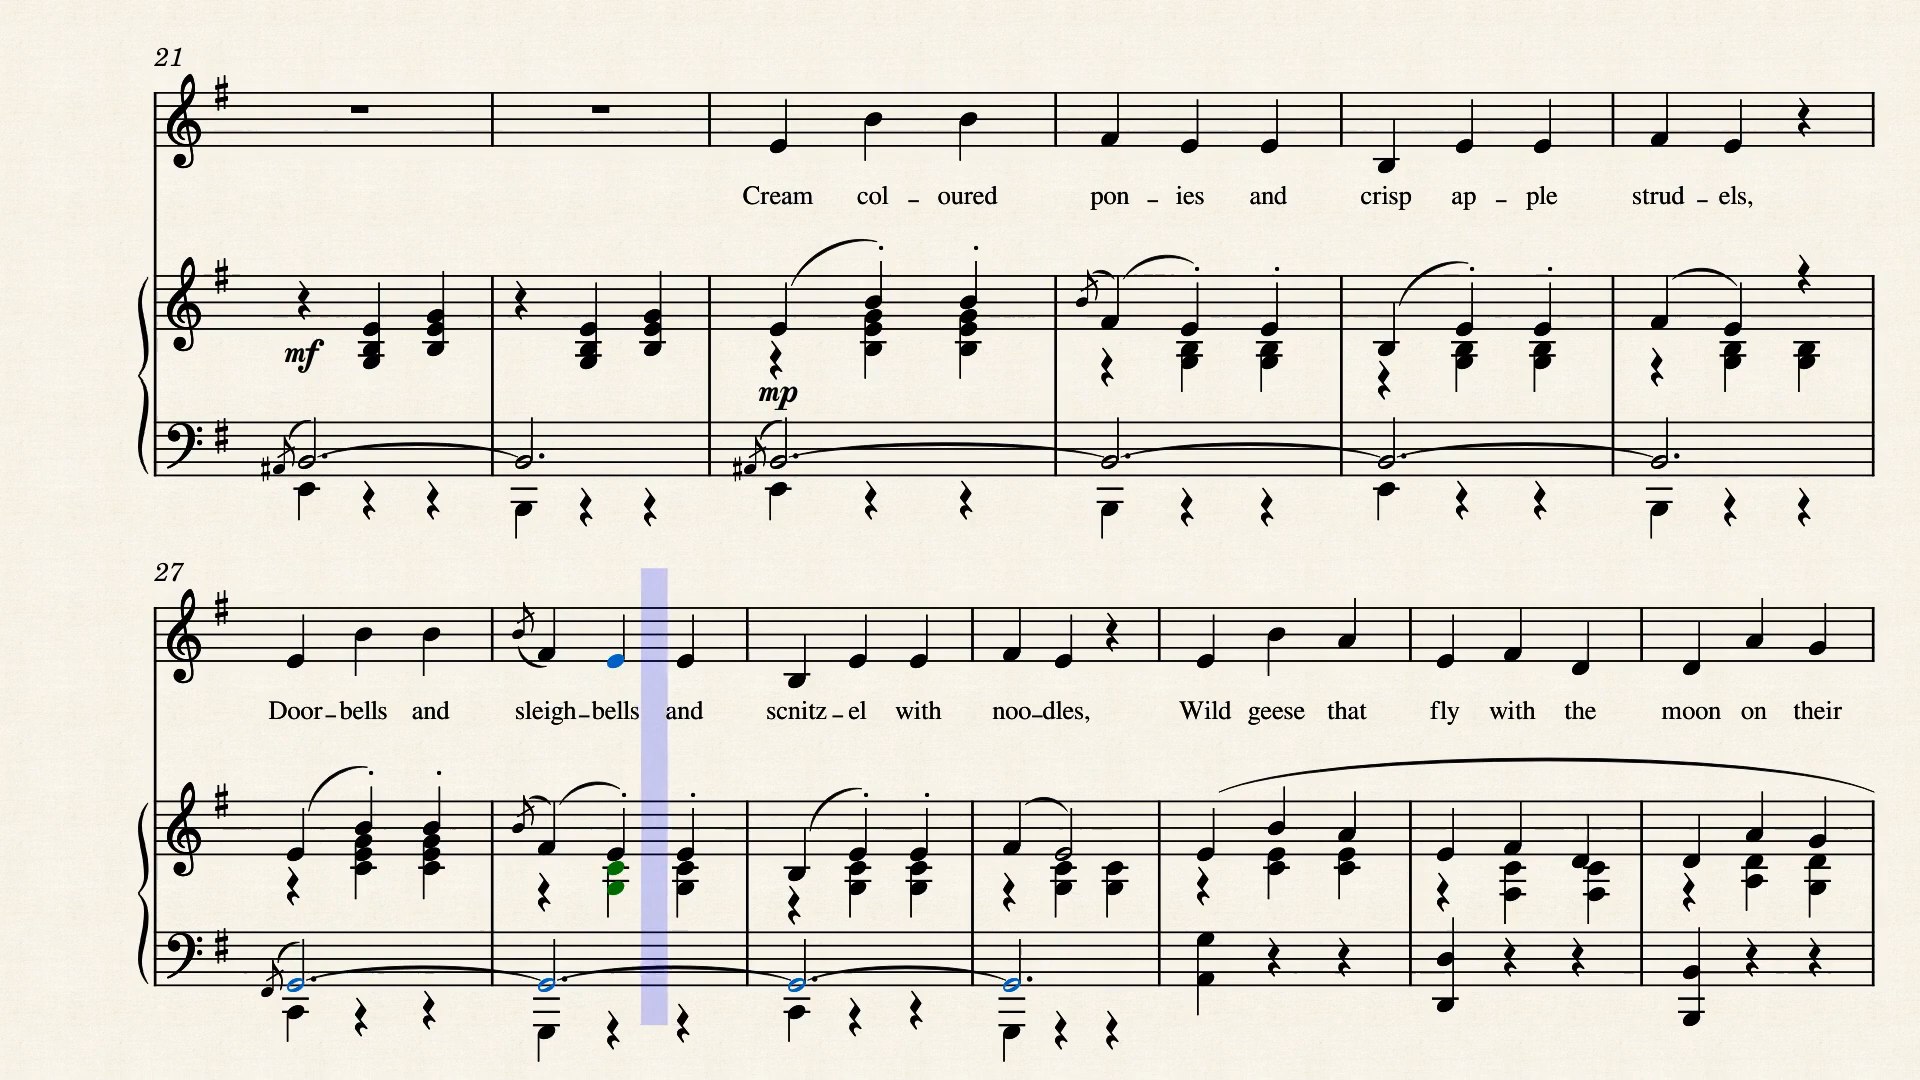 21
Cream col - oured pon - ies and crisp ap - ple strud - els,
mf
mp
27
Door - bells and sleigh - bells and scnitz - el with noo - dles, Wild geese that fly with the moon on their